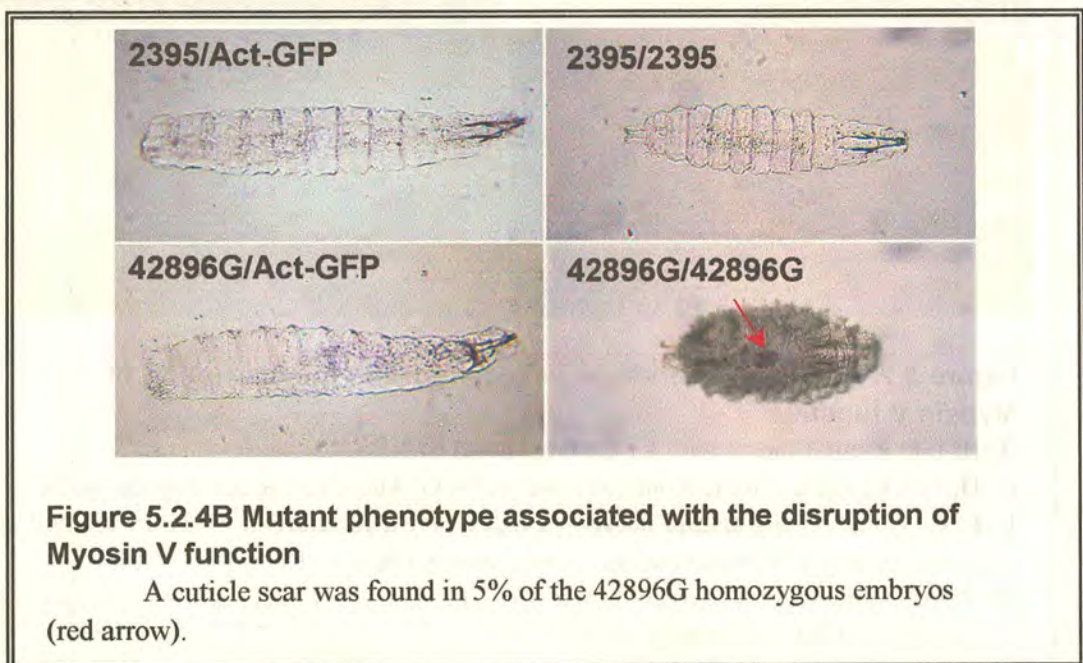 2395/Act-GFP
2395/2395
42896G/Act-GFP
42896G/42896G
Figure 5.2.4B Mutant phenotype associated with the disruption of
Myosin V function
A cuticle scar was found in 5% of the 42896G homozygous embryos
(red arrow).